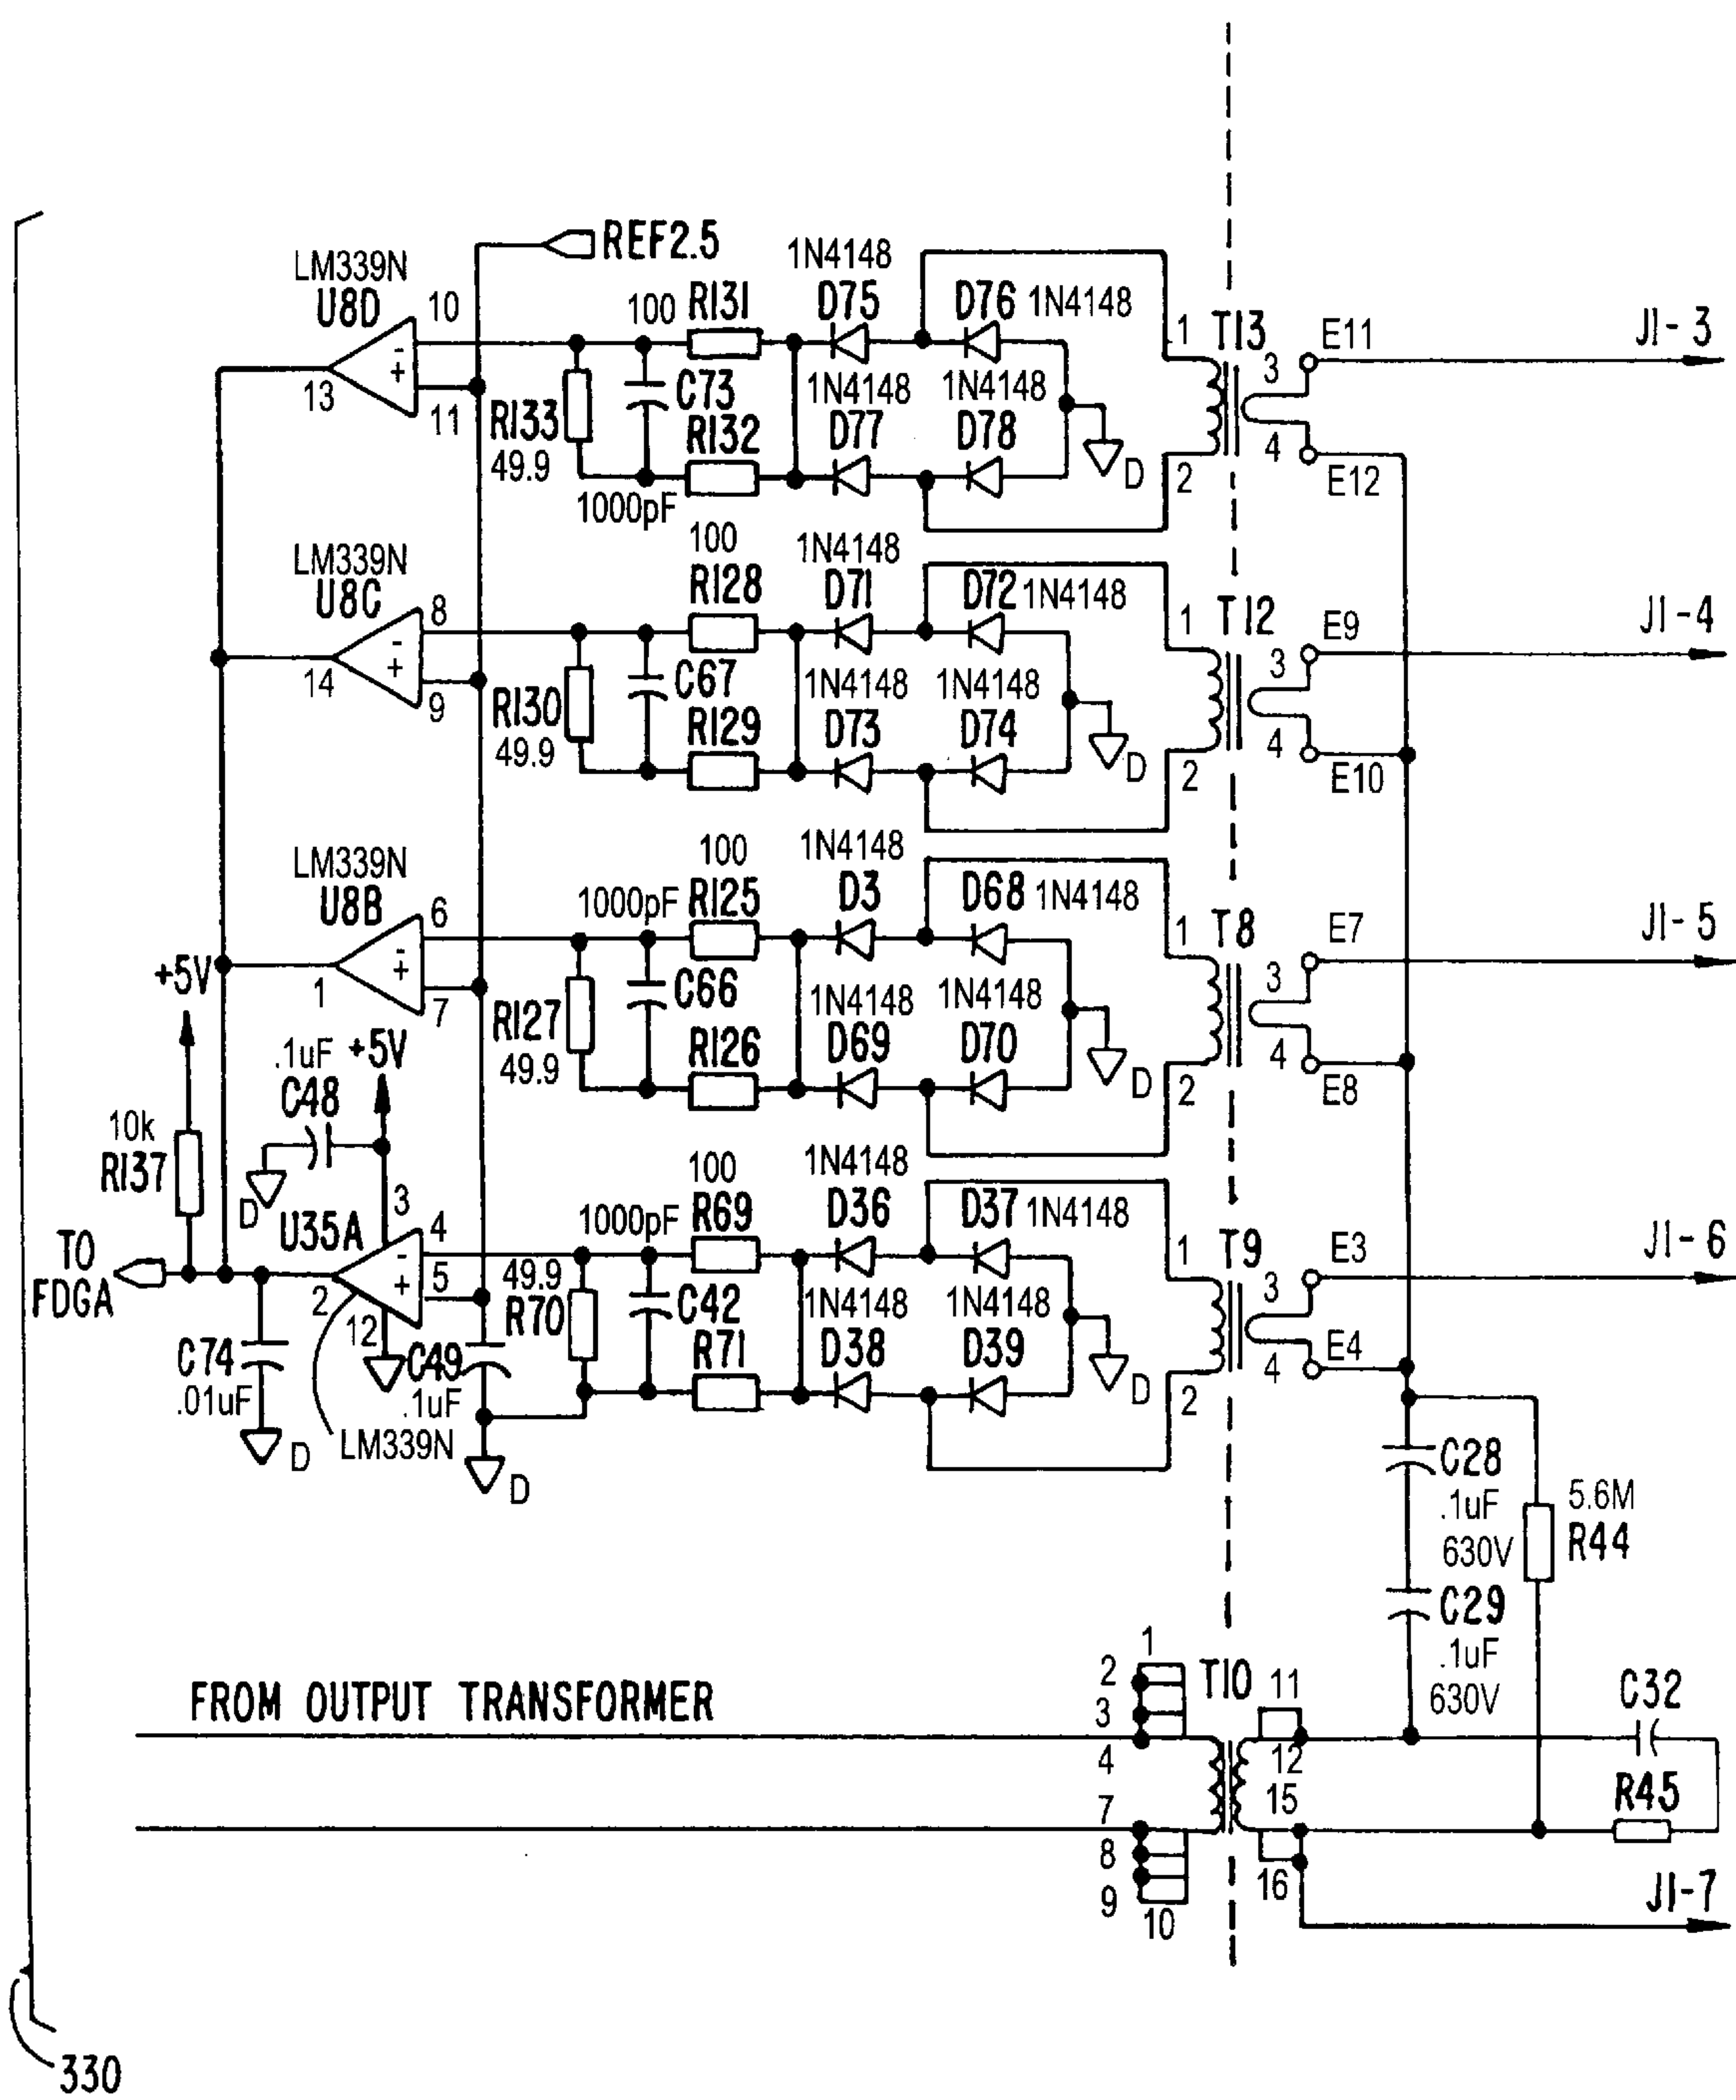 REF2.5
LM339N
U8D
10
13
11
100 R131
1N4148
D75
D76 1N4148
1N4148
1N4148
R133
49.9
C73
R132
1000pF
D77
D78
D
1
2
T13
3
4
E11
E12
J1-3
LM339N
U8C
8
14
9
100
R128
1N4148
D71
D72 1N4148
1N4148
1N4148
R130
49.9
C67
R129
D73
D74
D
1
2
T12
3
4
E9
E10
J1-4
LM339N
U8B
6
1
7
100
1000pF R125
1N4148
D3
D68 1N4148
1N4148
1N4148
R127
49.9
C66
R126
D69
D70
D
1
2
T8
3
4
E7
E8
J1-5
+5V
.1uF +5V
C48
10k
R137
D
3
U35A
4
5
2
12
TO
FDGA
C74
.01uF
D
LM339N
C49
.1uF
D
100
1000pF R69
1N4148
D36
D37 1N4148
1N4148
1N4148
49.9
R70
C42
R71
D38
D39
D
1
2
T9
3
4
E3
E4
J1-6
C28
.1uF
630V
5.6M
R44
C29
.1uF
630V
FROM OUTPUT TRANSFORMER
1
2
3
4
7
8
9
10
T10
11
12
15
16
C32
R45
J1-7
330